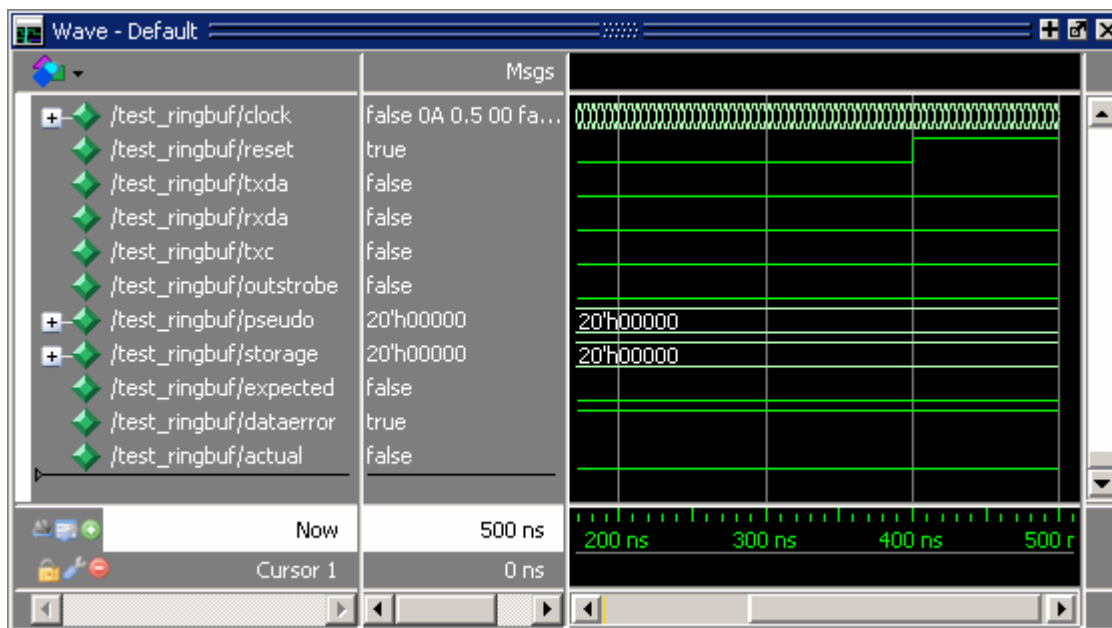 Wave - Default
Msgs
/test_ringbuf/clock false 0A 0.5 00 fa...
/test_ringbuf/reset true
/test_ringbuf/txda false
/test_ringbuf/rxda false
/test_ringbuf/txc false
/test_ringbuf/outstrobe false
/test_ringbuf/pseudo 20'h00000 20'h00000
/test_ringbuf/storage 20'h00000 20'h00000
/test_ringbuf/expected false
/test_ringbuf/dataerror true
/test_ringbuf/actual false
Now 500 ns 200 ns 300 ns 400 ns 500 r
Cursor 1 0 ns